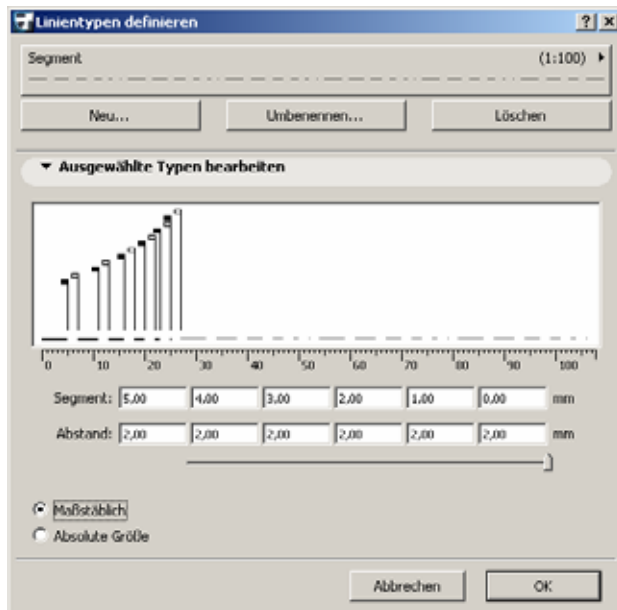 Linientypen definieren
Segment (1:100)
Neu... Umbenennen... Löschen
Ausgewählte Typen bearbeiten
0 10 20 30 40 50 60 70 80 90 100
Segment: 5,00 4,00 3,00 2,00 1,00 0,00 mm
Abstand: 2,00 2,00 2,00 2,00 2,00 2,00 mm
Maßstäblich
Absolute Größe
Abbrechen OK